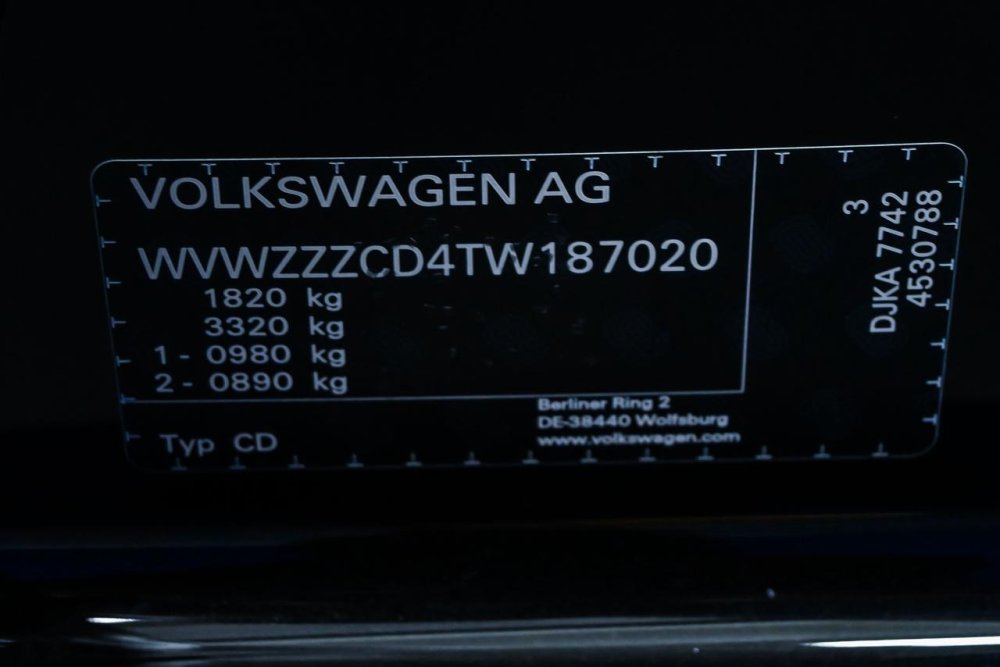 VOLKSWAGEN AG
WVWZZZCD4TW187020
1820 kg
3320 kg
1 - 0980 kg
2 - 0890 kg
Typ CD
Berliner Ring 2
DE-38440 Wolfsburg
www.volkswagen.com
3
DJKA 7742
4530788